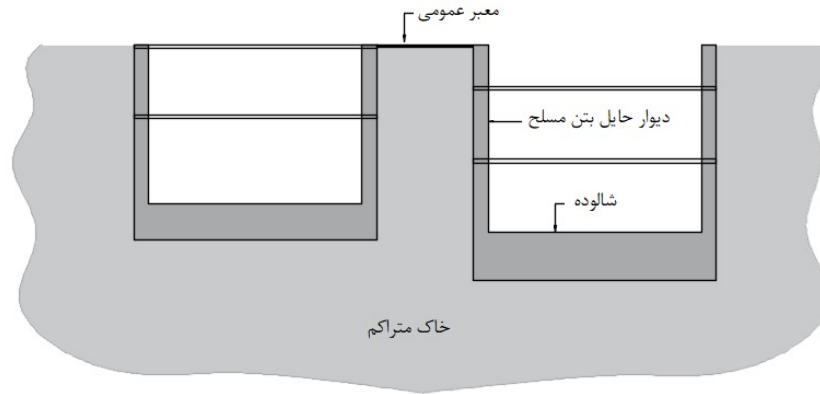 معبر عمومی
دیوار حایل بتن مسلح
شالوده
خاک متراکم